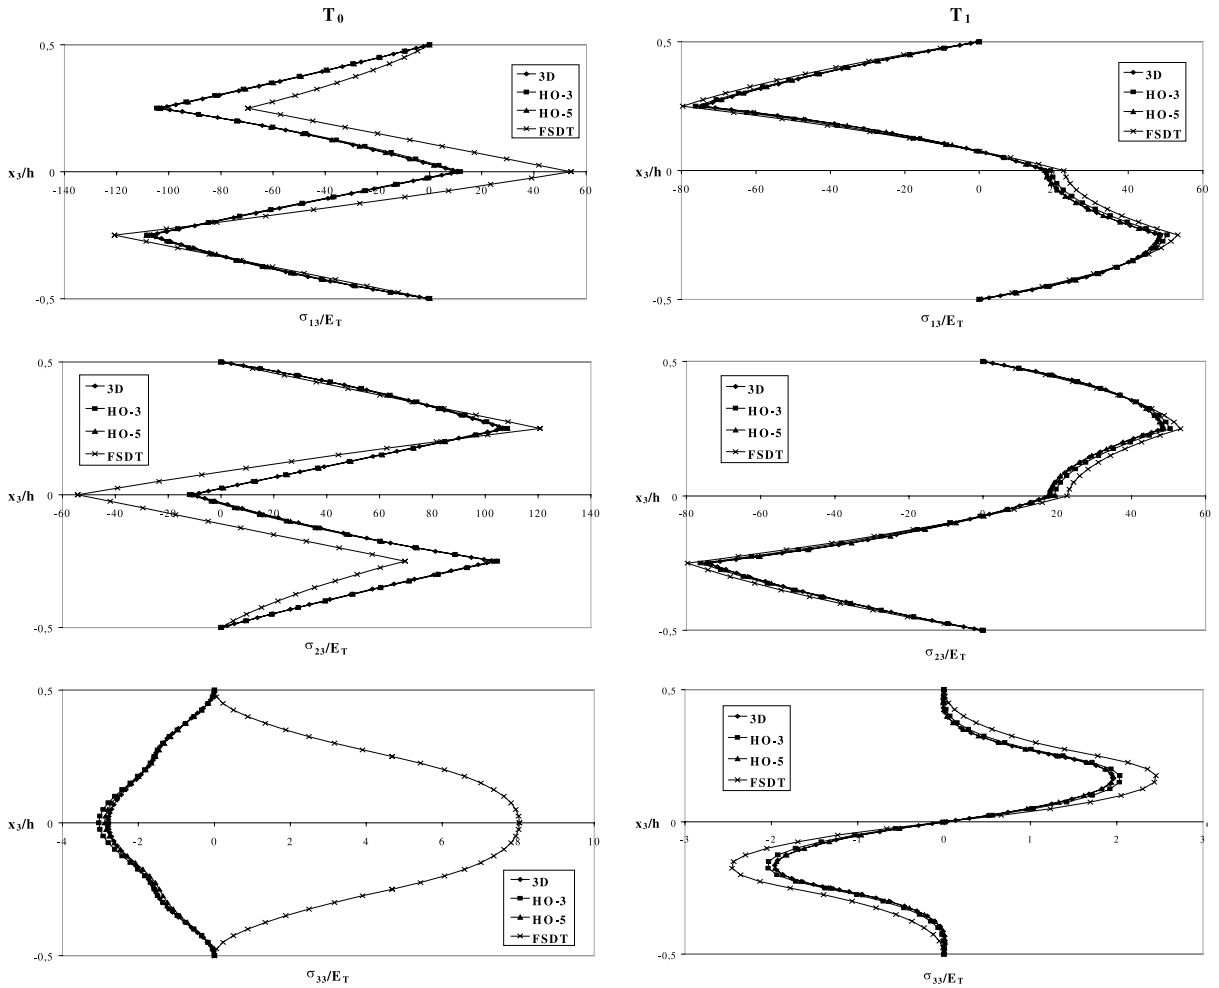 T0
T1
0,5
3D
HO-3
HO-5
FSDT
x3/h
0
-0,5
-140 -120 -100 -80 -60 -40 -20 0 20 40 60
σ13/ET
0,5
3D
HO-3
HO-5
FSDT
x3/h
0
-0,5
-80 -60 -40 -20 0 20 40 60
σ13/ET
0,5
3D
HO-3
HO-5
FSDT
x3/h
0
-0,5
-60 -40 -20 0 20 40 60 80 100 120 140
σ23/ET
0,5
3D
HO-3
HO-5
FSDT
x3/h
0
-0,5
-80 -60 -40 -20 0 20 40 60
σ23/ET
0,5
x3/h
0
-4 -2 0 2 4 6 8 10
3D
HO-3
HO-5
FSDT
-0,5
σ33/ET
0,5
3D
HO-3
HO-5
FSDT
x3/h
0
-3 -2 -1 0 1 2 3
-0,5
σ33/ET